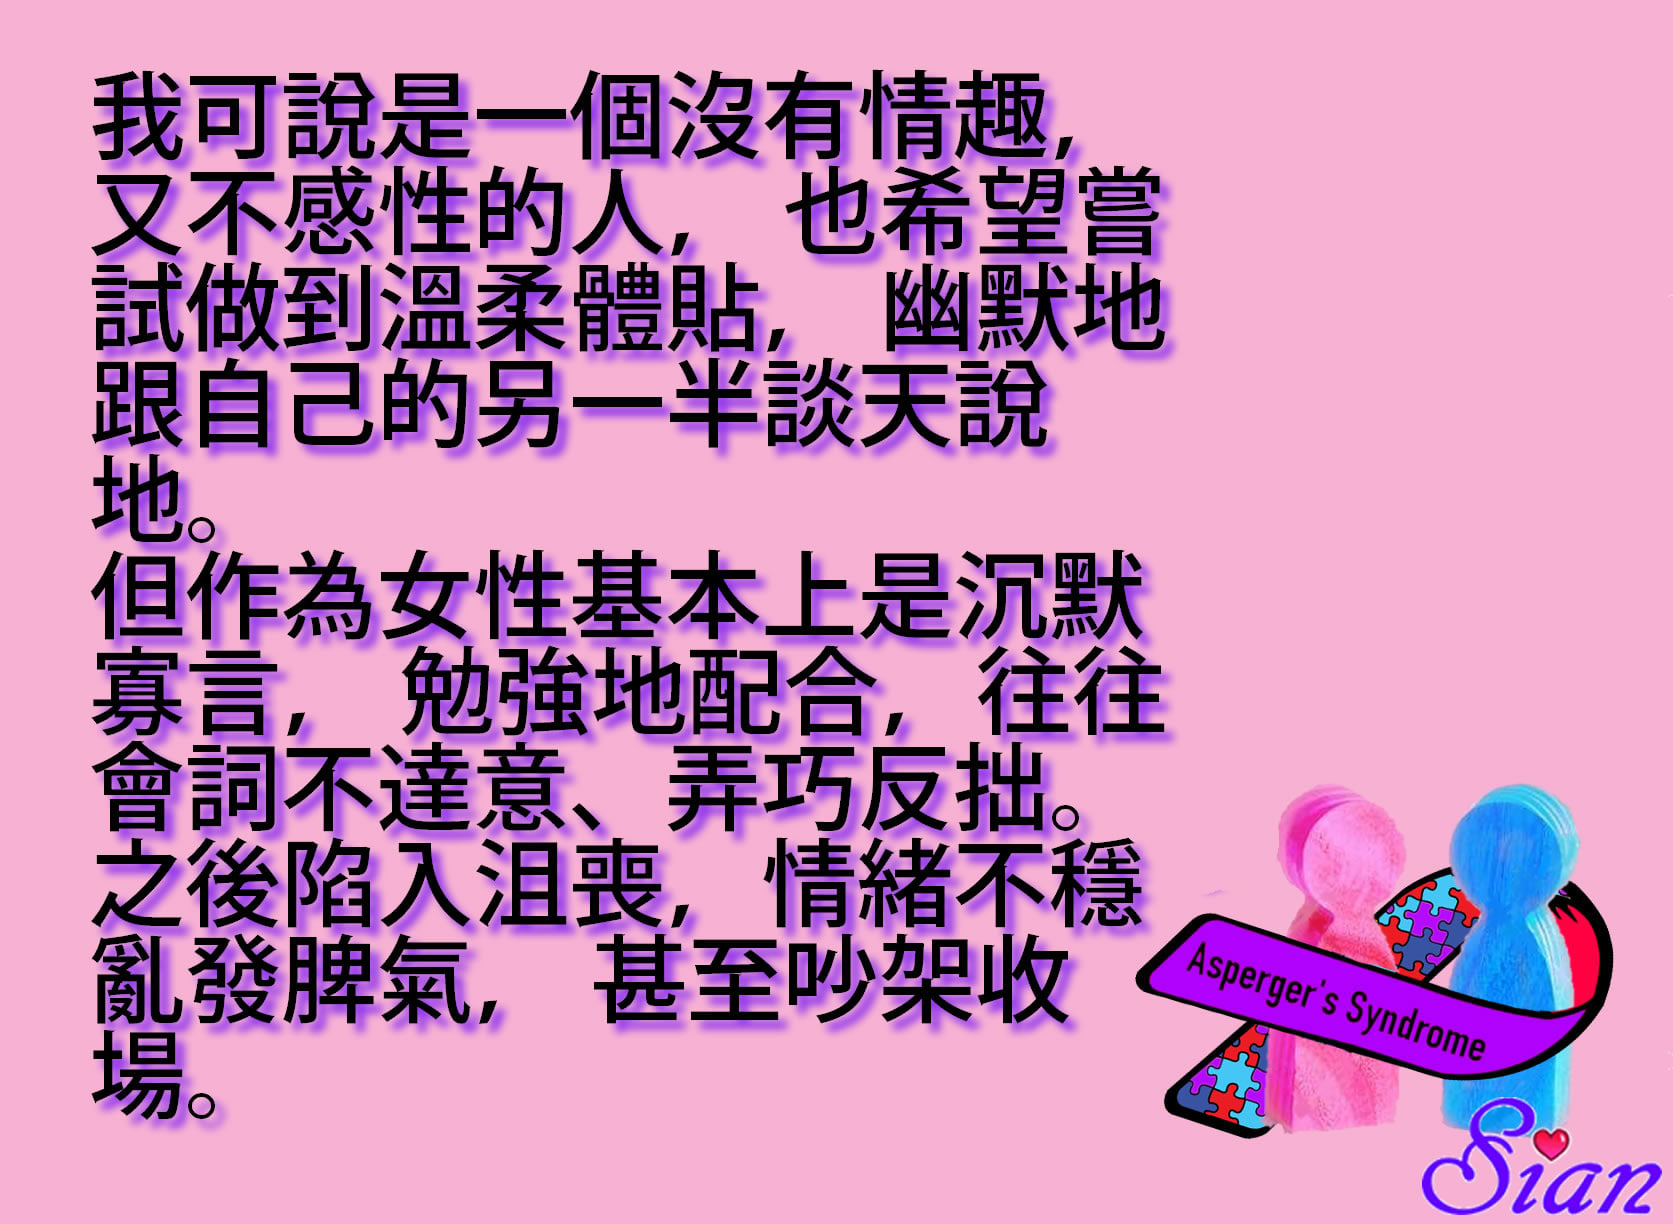 我可說是一個沒有情趣,
又不感性的人, 也希望嘗
試做到溫柔體貼, 幽默地
跟自己的另一半談天說
地。
但作為女性基本上是沉默
寡言, 勉強地配合, 往往
會詞不達意、弄巧反拙。
之後陷入沮喪, 情緒不穩
亂發脾氣, 甚至吵架收
場。
Asperger's Syndrome
Sian